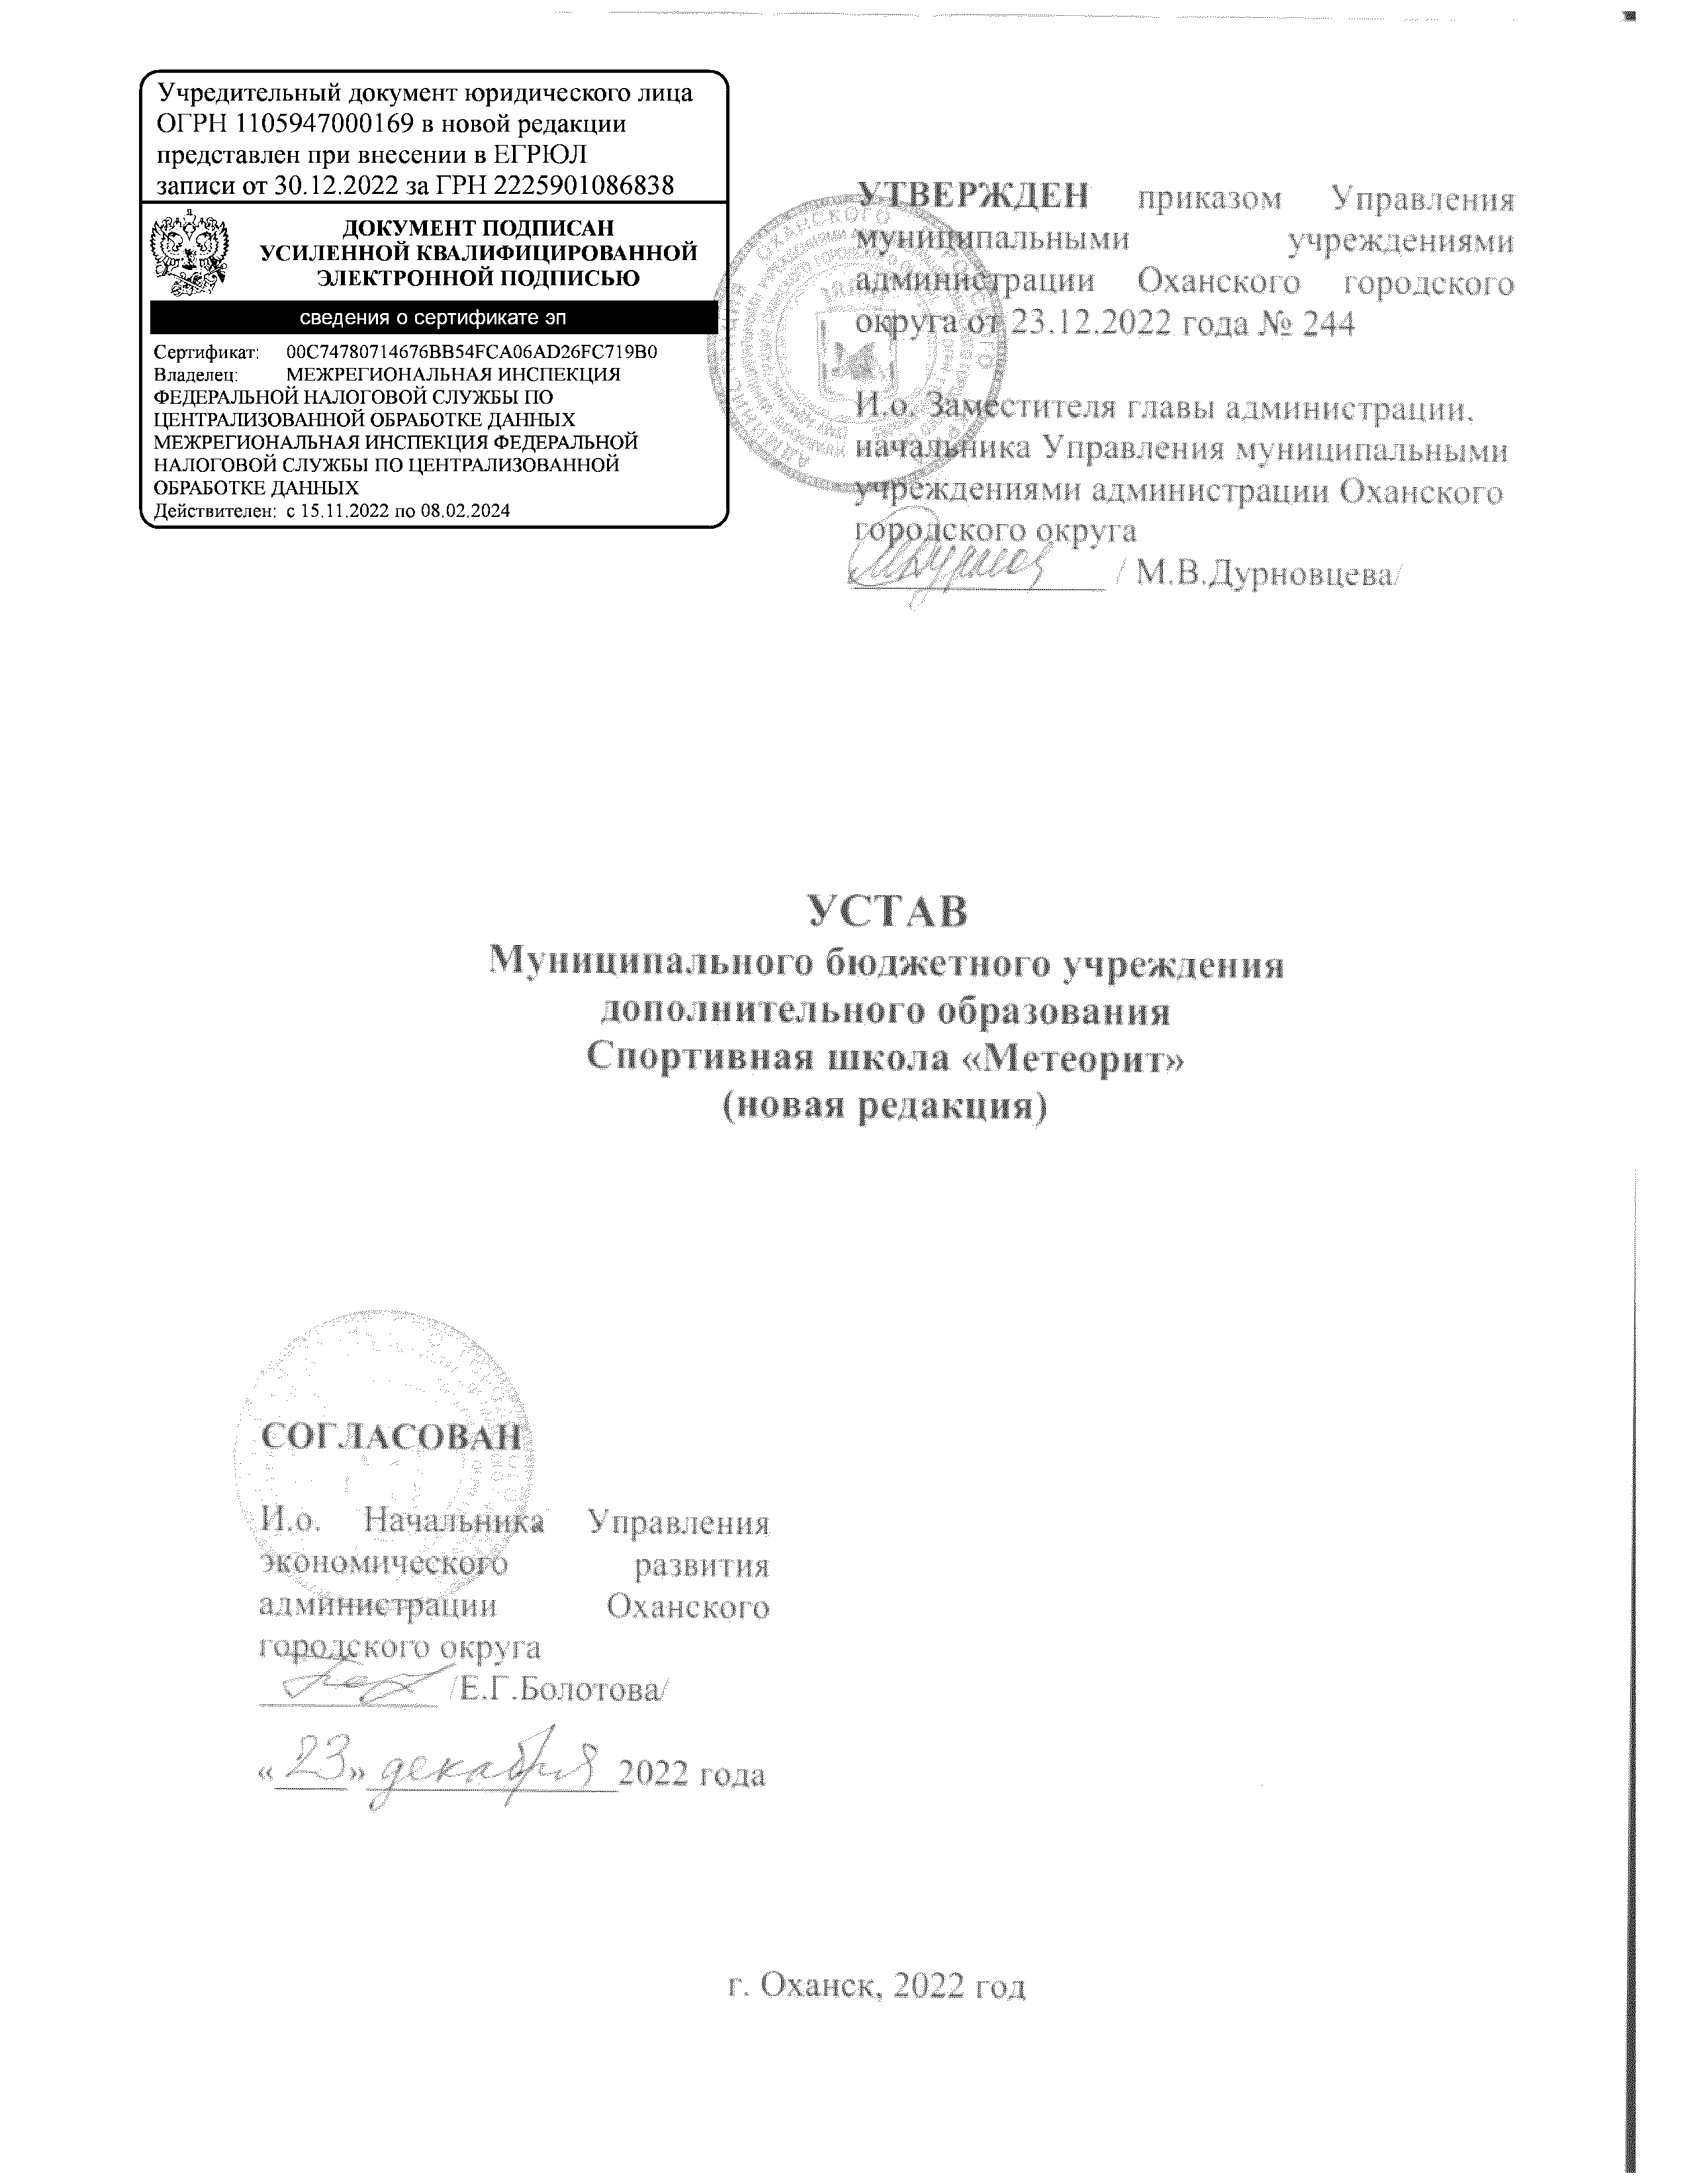 Учредительный документ юридического лица
ОГРН 1105947000169 в новой редакции
представлен при внесении в ЕГРЮЛ
записи от 30.12.2022 за ГРН 2225901086838
ДОКУМЕНТ ПОДПИСАН
УСИЛЕННОЙ КВАЛИФИЦИРОВАННОЙ
ЭЛЕКТРОННОЙ ПОДПИСЬЮ
сведения о сертификате эп
Сертификат: 00C74780714676BB54FCA06AD26FC719B0
Владелец: МЕЖРЕГИОНАЛЬНАЯ ИНСПЕКЦИЯ
ФЕДЕРАЛЬНОЙ НАЛОГОВОЙ СЛУЖБЫ ПО
ЦЕНТРАЛИЗОВАННОЙ ОБРАБОТКЕ ДАННЫХ
МЕЖРЕГИОНАЛЬНАЯ ИНСПЕКЦИЯ ФЕДЕРАЛЬНОЙ
НАЛОГОВОЙ СЛУЖБЫ ПО ЦЕНТРАЛИЗОВАННОЙ
ОБРАБОТКЕ ДАННЫХ
Действителен: с 15.11.2022 по 08.02.2024
УТВЕРЖДЕН приказом Управления
муниципальными учреждениями
администрации Оханского городского
округа от 23.12.2022 года № 244
И.о. Заместителя главы администрации,
начальника Управления муниципальными
учреждениями администрации Оханского
городского округа
/ М.В.Дурновцева/
УСТАВ
Муниципального бюджетного учреждения
дополнительного образования
Спортивная школа «Метеорит»
(новая редакция)
СОГЛАСОВАН
И.о. Начальника Управления
экономического развития
администрации Оханского
городского округа
/Е.Г.Болотова/
«23» декабря 2022 года
г. Оханск, 2022 год